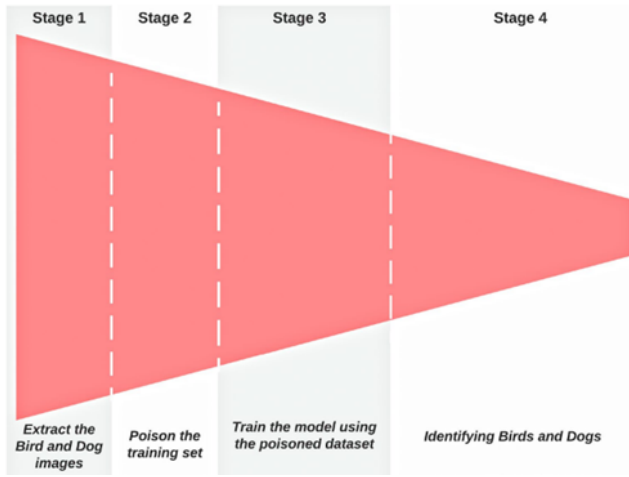 Stage 1
Stage 2
Stage 3
Stage 4
Extract the
Bird and Dog
images
Poison the
training set
Train the model using
the poisoned dataset
Identifying Birds and Dogs